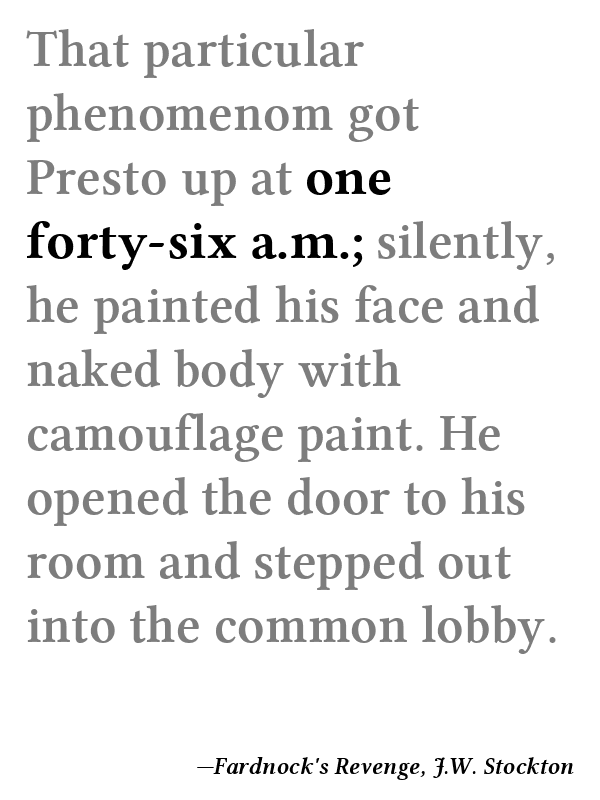 That particular
phenomenom got
Presto up at one
forty-six a.m.; silently,
he painted his face and
naked body with
camouflage paint. He
opened the door to his
room and stepped out
into the common lobby.
—Fardnock's Revenge, J.W. Stockton